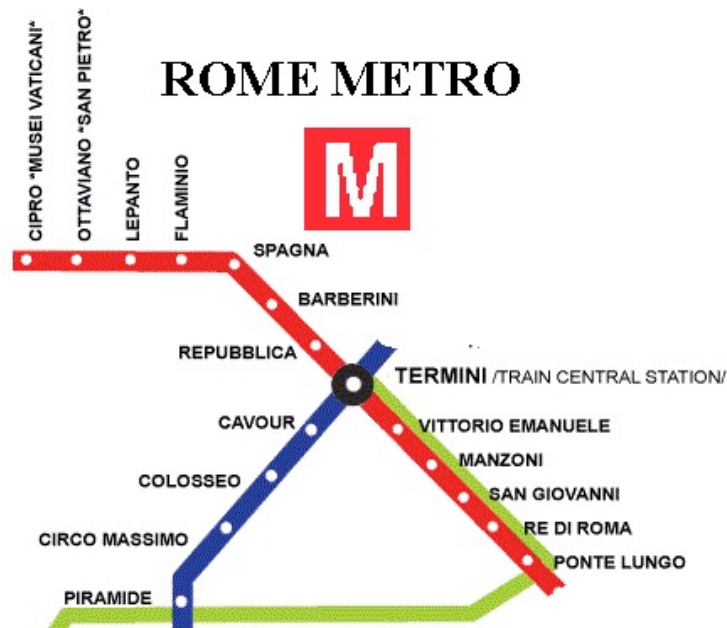 ROME METRO
M
CIPRO "MUSEI VATICANI"
OTTAVIANO "SAN PIETRO"
LEPANTO
FLAMINIO
SPAGNA
BARBERINI
REPUBBLICA
TERMINI /TRAIN CENTRAL STATION/
CAVOUR
VITTORIO EMANUELE
MANZONI
COLOSSEO
SAN GIOVANNI
RE DI ROMA
CIRCO MASSIMO
PONTE LUNGO
PIRAMIDE